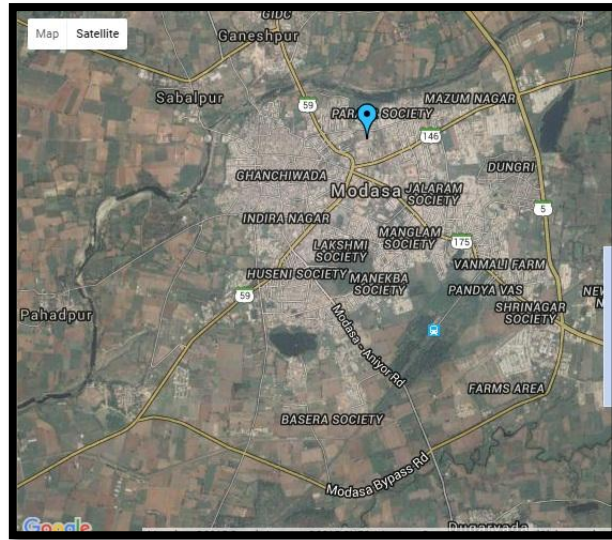 GIDC
Map Satellite
Ganeshpur
Sabalpur
59
MAZUM NAGAR
SOCIETY
146
GHANCHIWADA
DUNGRI
Modasa
JALARAM
SOCIETY
5
INDIRA NAGAR
MANGLAM
SOCIETY
LAKSHMI
SOCIETY
175
VANMALI FARM
HUSENI SOCIETY
MANEKBA
SOCIETY
PANDYA VAS
59
SHRINAGAR
SOCIETY
Pahadpur
Modasa - Aniyor Rd
FARMS AREA
BASERA SOCIETY
Modasa Bypass Rd
Google